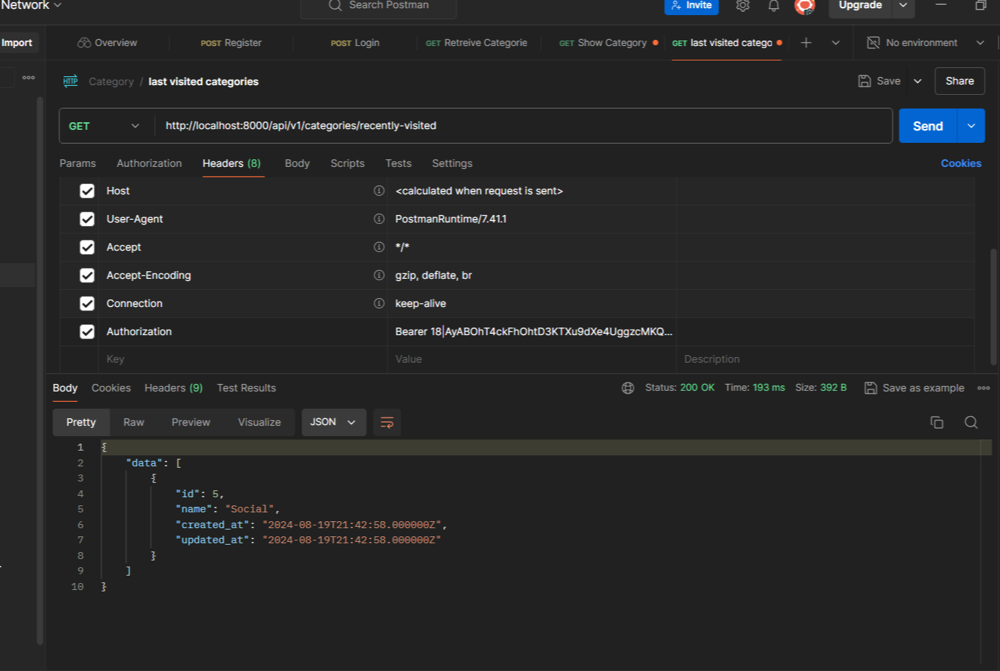 Network
Search Postman
Invite
Upgrade
Import
Overview
POST Register
POST Login
GET Retreive Categorie
GET Show Category
GET last visited catego
No environment
HTTP Category / last visited categories
Save
Share
GET
http://localhost:8000/api/v1/categories/recently-visited
Send
Params
Authorization
Headers (8)
Body
Scripts
Tests
Settings
Cookies
Host <calculated when request is sent>
User-Agent PostmanRuntime/7.41.1
Accept */*
Accept-Encoding gzip, deflate, br
Connection keep-alive
Authorization Bearer 18|AyABOhT4ckFhOhtD3KTXu9dXe4UggzcMKQ...
Key Value Description
Body Cookies Headers (9) Test Results
Status: 200 OK Time: 193 ms Size: 392 B
Save as example
Pretty Raw Preview Visualize JSON
1 {
2 "data": [
3 {
4 "id": 5,
5 "name": "Social",
6 "created_at": "2024-08-19T21:42:58.000000Z",
7 "updated_at": "2024-08-19T21:42:58.000000Z"
8 }
9 ]
10 }